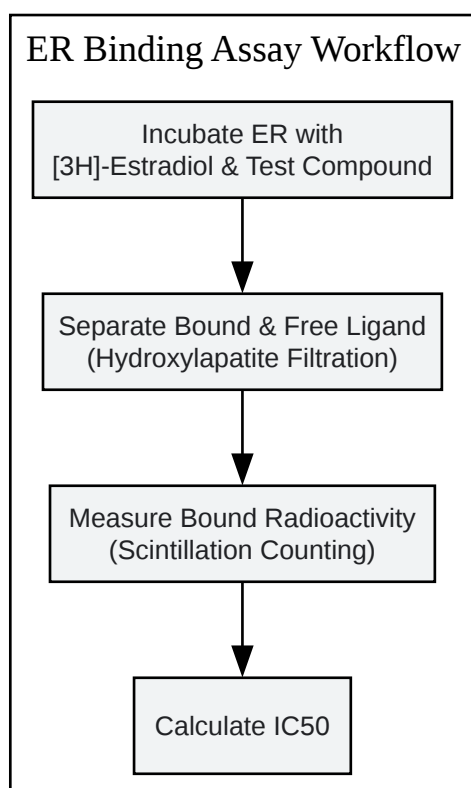 ER Binding Assay Workflow
Incubate ER with
[3H]-Estradiol & Test Compound
Separate Bound & Free Ligand
(Hydroxylapatite Filtration)
Measure Bound Radioactivity
(Scintillation Counting)
Calculate IC50